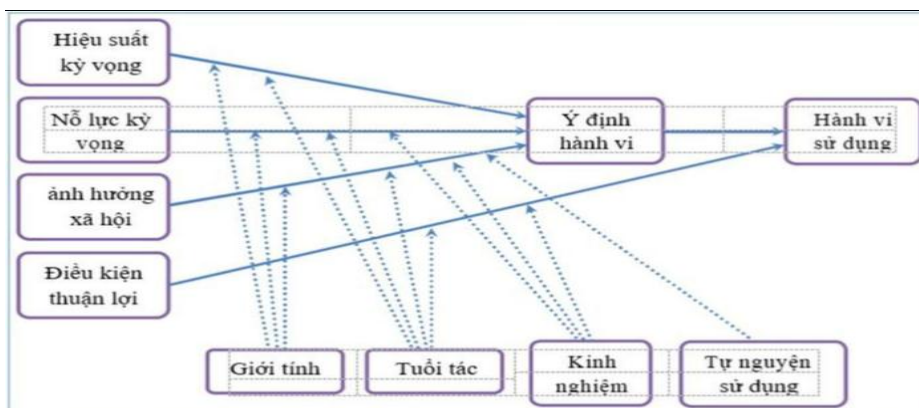 Hiệu suất
kỳ vọng
Nỗ lực kỳ
vọng
Ý định
hành vi
Hành vi
sử dụng
ảnh hưởng
xã hội
Điều kiện
thuận lợi
Giới tính
Tuổi tác
Kinh
nghiệm
Tự nguyện
sử dụng